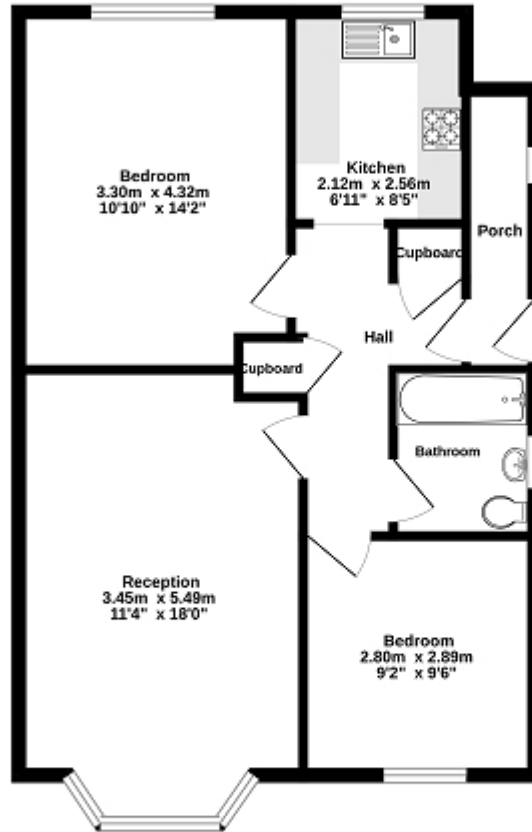 Bedroom
3.30m x 4.32m
10'10" x 14'2"
Kitchen
2.12m x 2.56m
6'11" x 8'5"
Porch
Cupboard
Hall
Cupboard
Bathroom
Reception
3.45m x 5.49m
11'4" x 18'0"
Bedroom
2.80m x 2.89m
9'2" x 9'6"